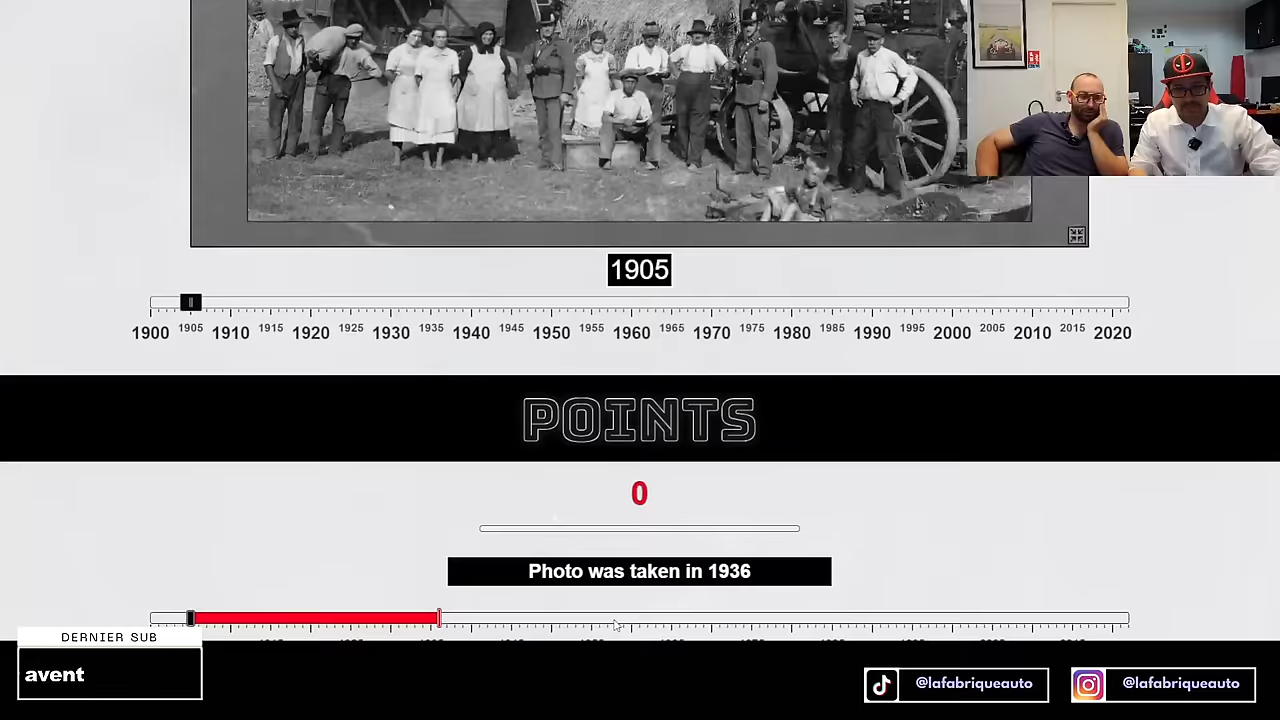 1905
1900 1905 1910 1915 1920 1925 1930 1935 1940 1945 1950 1955 1960 1965 1970 1975 1980 1985 1990 1995 2000 2005 2010 2015 2020
POINTS
0
Photo was taken in 1936
DERNIER SUB
avent
@lafabriqueauto
@lafabriqueauto